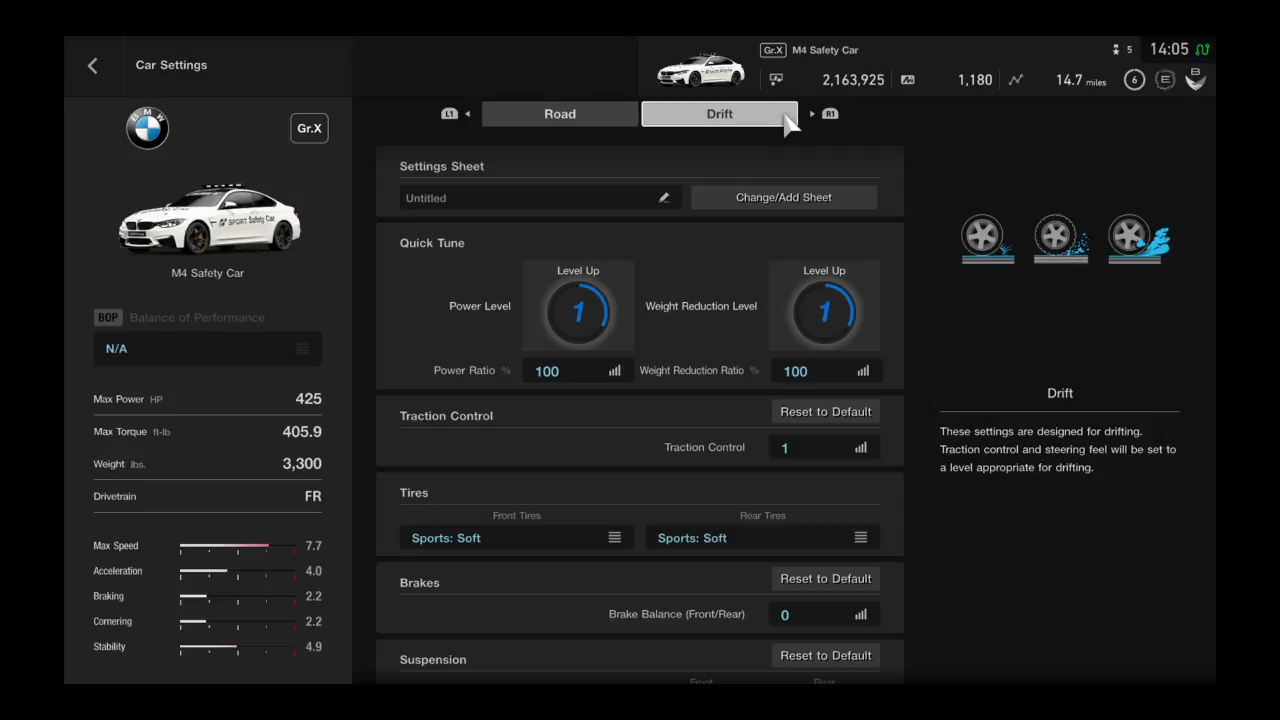 Car Settings
Gr.X M4 Safety Car
5 14:05
2,163,925 1,180 14.7 miles 6 E B
L1 Road Drift R1
BMW
Gr.X
SPORT Safety Car
M4 Safety Car
BOP Balance of Performance
N/A
Max Power HP 425
Max Torque ft-lb 405.9
Weight lbs. 3,300
Drivetrain FR
Max Speed 7.7
Acceleration 4.0
Braking 2.2
Cornering 2.2
Stability 4.9
Settings Sheet
Untitled Change/Add Sheet
Quick Tune
Level Up Level Up
Power Level 1 Weight Reduction Level 1
Power Ratio % 100 Weight Reduction Ratio % 100
Traction Control Reset to Default
Traction Control 1
Tires
Front Tires Rear Tires
Sports: Soft Sports: Soft
Brakes Reset to Default
Brake Balance (Front/Rear) 0
Suspension Reset to Default
Front Rear
Drift
These settings are designed for drifting.
Traction control and steering feel will be set to
a level appropriate for drifting.